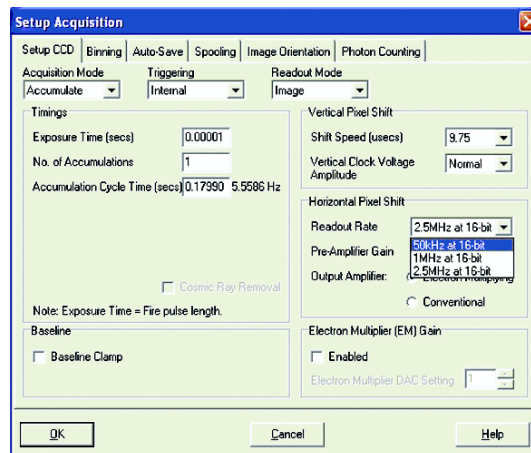 Setup Acquisition
Setup CCD Binning Auto-Save Spooling Image Orientation Photon Counting
Acquisition Mode Triggering Readout Mode
Accumulate Internal Image
Timings
Exposure Time (secs) 0.00001
No. of Accumulations 1
Accumulation Cycle Time (secs) 0.17990 5.5586 Hz
Cosmic Ray Removal
Note: Exposure Time = Fire pulse length.
Vertical Pixel Shift
Shift Speed (usecs) 9.75
Vertical Clock Voltage Normal
Amplitude
Horizontal Pixel Shift
Readout Rate 2.5MHz at 16-bit
50kHz at 16-bit
Pre-Amplifier Gain 1MHz at 16-bit
2.5MHz at 16-bit
Output Amplifier: Electron Multiplying
Conventional
Baseline
Baseline Clamp
Electron Multiplier (EM) Gain
Enabled
Electron Multiplier DAC Setting 1
OK Cancel Help